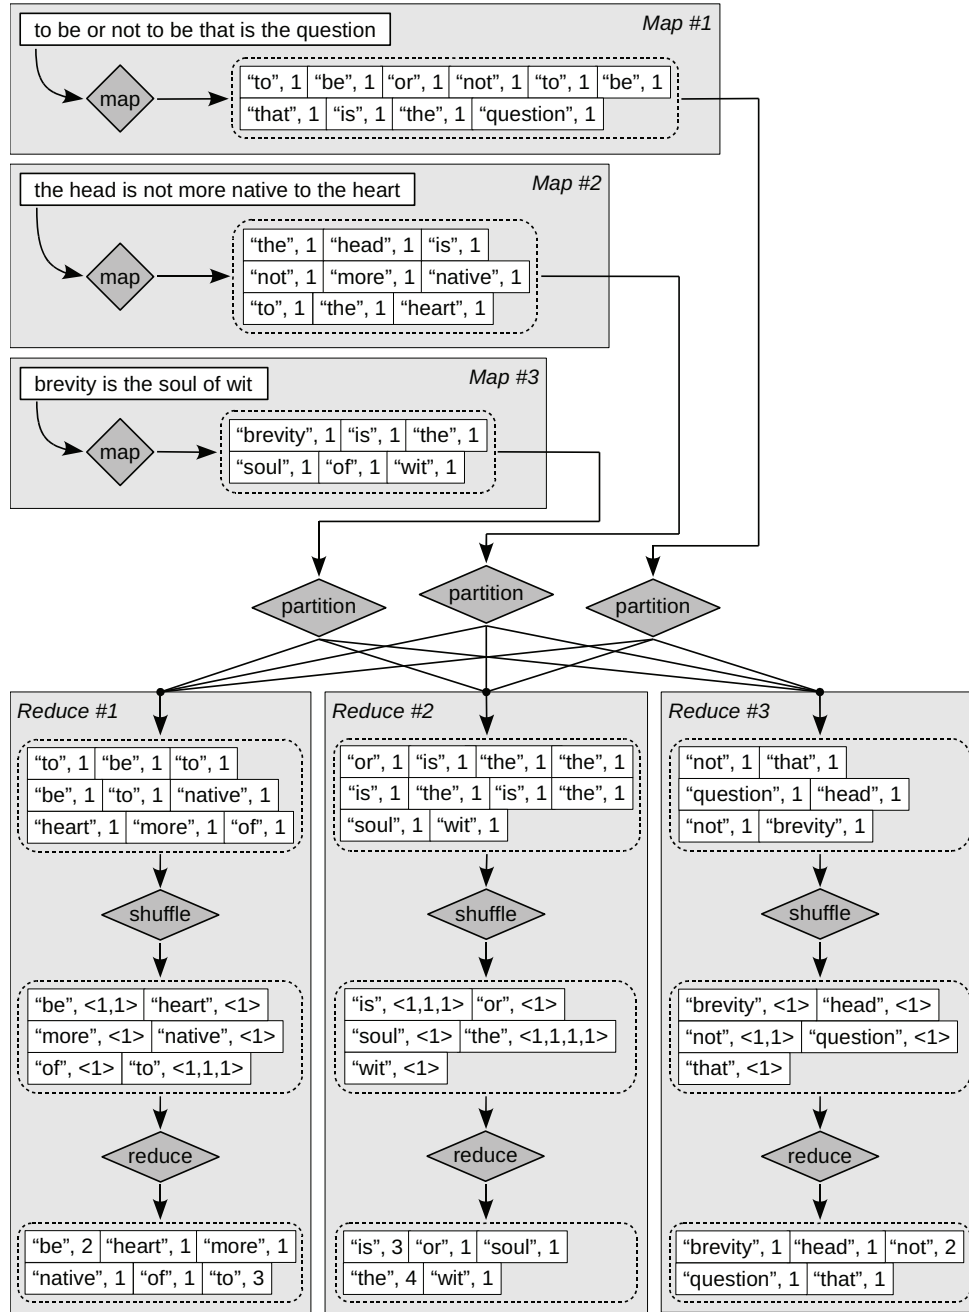 Map #1
to be or not to be that is the question
map
“to”, 1 “be”, 1 “or”, 1 “not”, 1 “to”, 1 “be”, 1
“that”, 1 “is”, 1 “the”, 1 “question”, 1
Map #2
the head is not more native to the heart
map
“the”, 1 “head”, 1 “is”, 1
“not”, 1 “more”, 1 “native”, 1
“to”, 1 “the”, 1 “heart”, 1
Map #3
brevity is the soul of wit
map
“brevity”, 1 “is”, 1 “the”, 1
“soul”, 1 “of”, 1 “wit”, 1
partition
partition
partition
Reduce #1
“to”, 1 “be”, 1 “to”, 1
“be”, 1 “to”, 1 “native”, 1
“heart”, 1 “more”, 1 “of”, 1
shuffle
“be”, <1,1> “heart”, <1>
“more”, <1> “native”, <1>
“of”, <1> “to”, <1,1,1>
reduce
“be”, 2 “heart”, 1 “more”, 1
“native”, 1 “of”, 1 “to”, 3
Reduce #2
“or”, 1 “is”, 1 “the”, 1 “the”, 1
“is”, 1 “the”, 1 “is”, 1 “the”, 1
“soul”, 1 “wit”, 1
shuffle
“is”, <1,1,1> “or”, <1>
“soul”, <1> “the”, <1,1,1,1>
“wit”, <1>
reduce
“is”, 3 “or”, 1 “soul”, 1
“the”, 4 “wit”, 1
Reduce #3
“not”, 1 “that”, 1
“question”, 1 “head”, 1
“not”, 1 “brevity”, 1
shuffle
“brevity”, <1> “head”, <1>
“not”, <1,1> “question”, <1>
“that”, <1>
reduce
“brevity”, 1 “head”, 1 “not”, 2
“question”, 1 “that”, 1